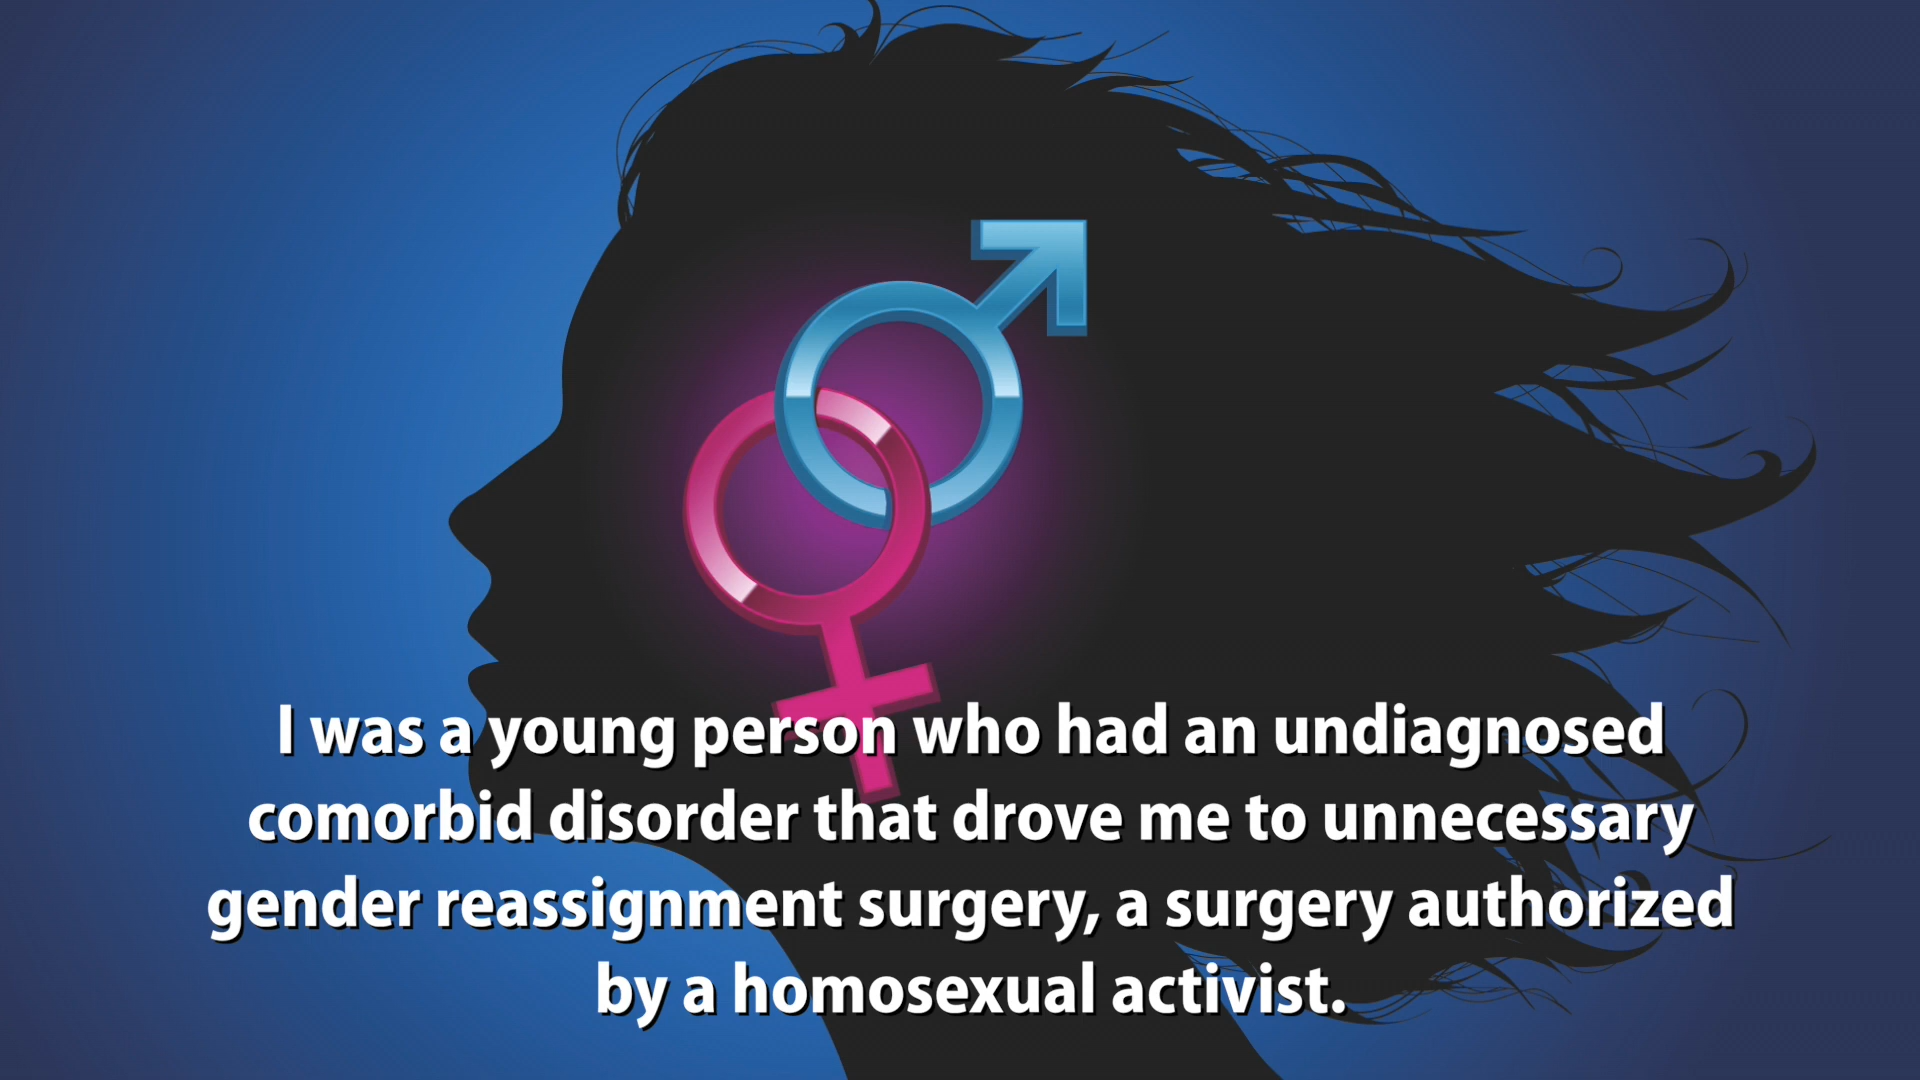 I was a young person who had an undiagnosed
comorbid disorder that drove me to unnecessary
gender reassignment surgery, a surgery authorized
by a homosexual activist.